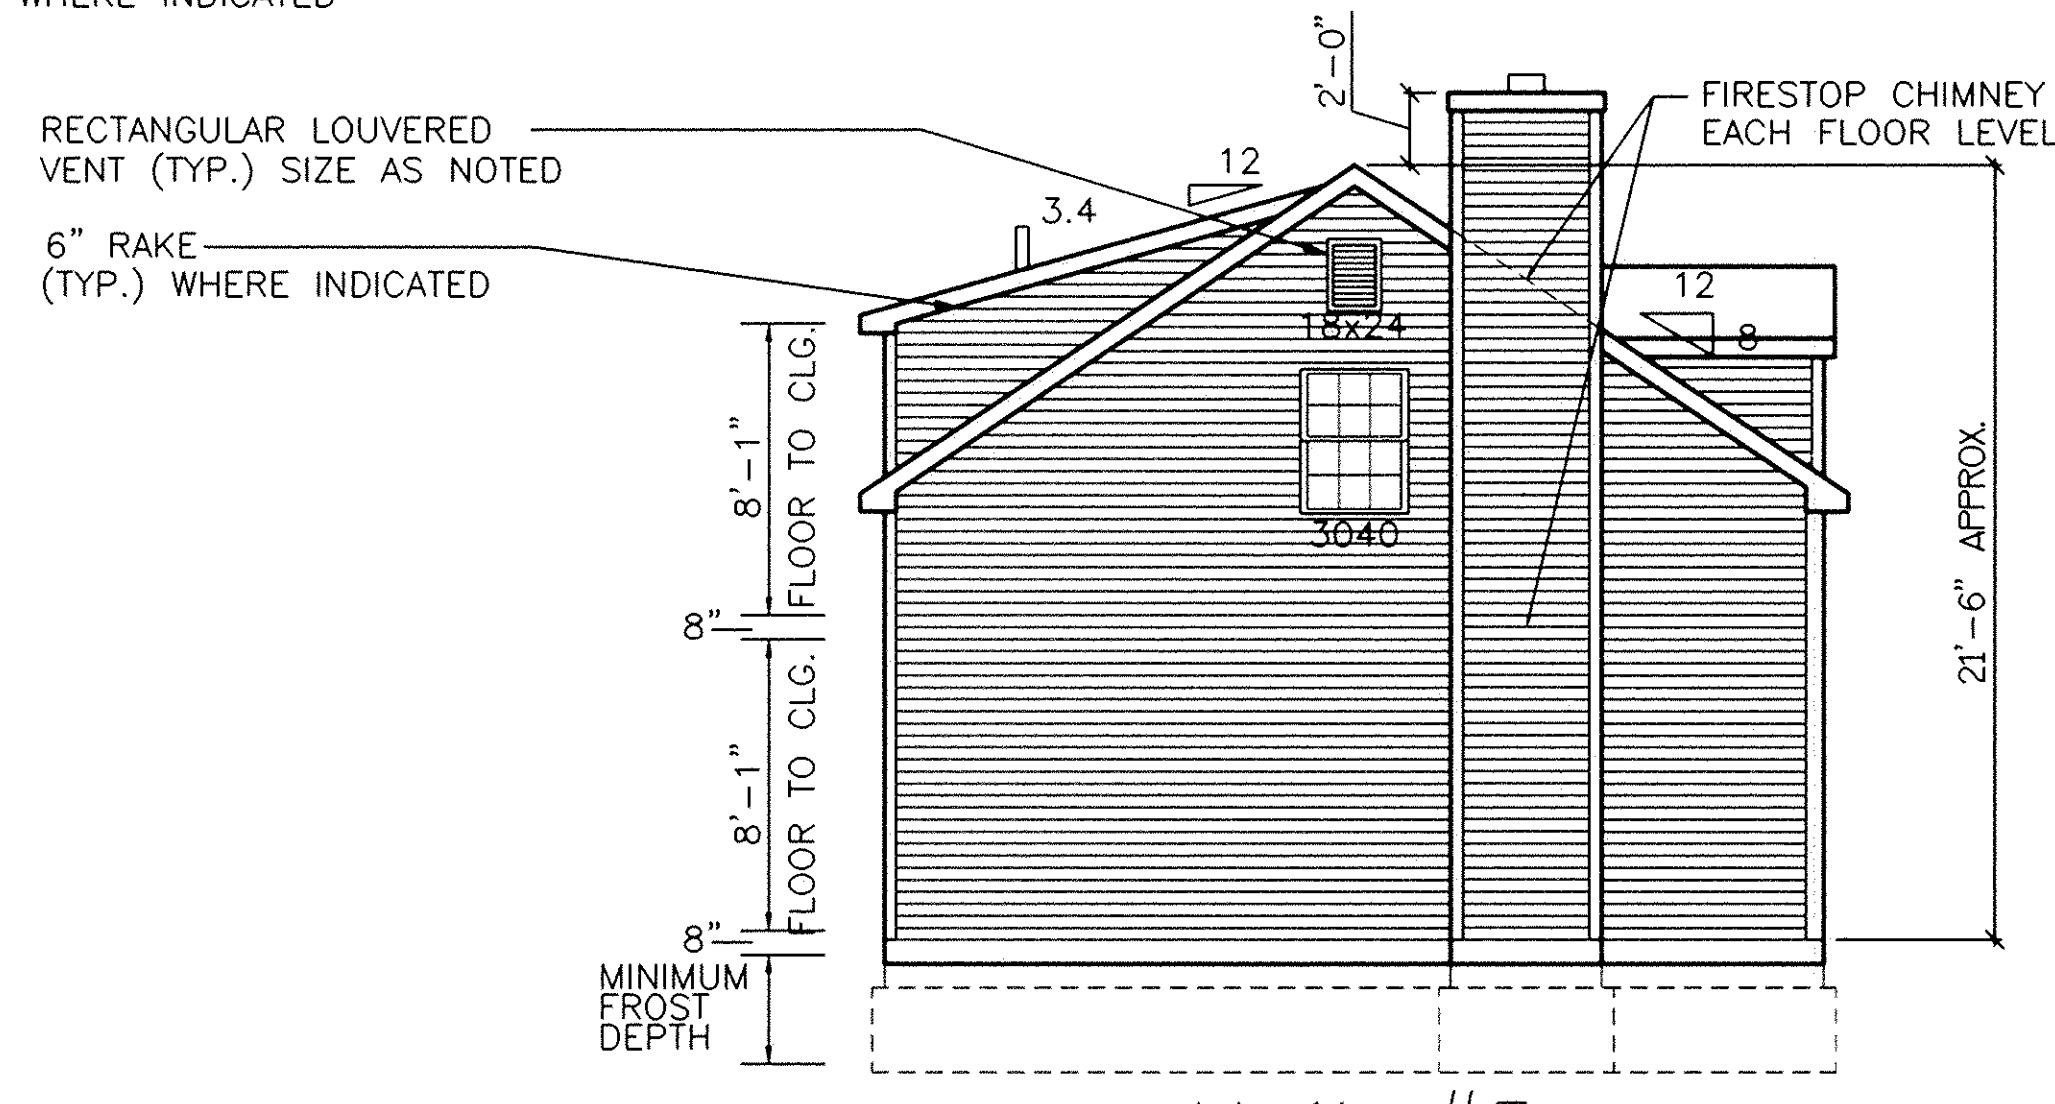 WHERE INDICATED
2'-0"
RECTANGULAR LOUVERED
VENT (TYP.) SIZE AS NOTED
FIRESTOP CHIMNEY
EACH FLOOR LEVEL
12
3.4
6" RAKE
(TYP.) WHERE INDICATED
12
8
18x24
3040
8'-1"
FLOOR TO CLG.
21'-6" APPROX.
8"
8'-1"
FLOOR TO CLG.
8"
MINIMUM
FROST
DEPTH